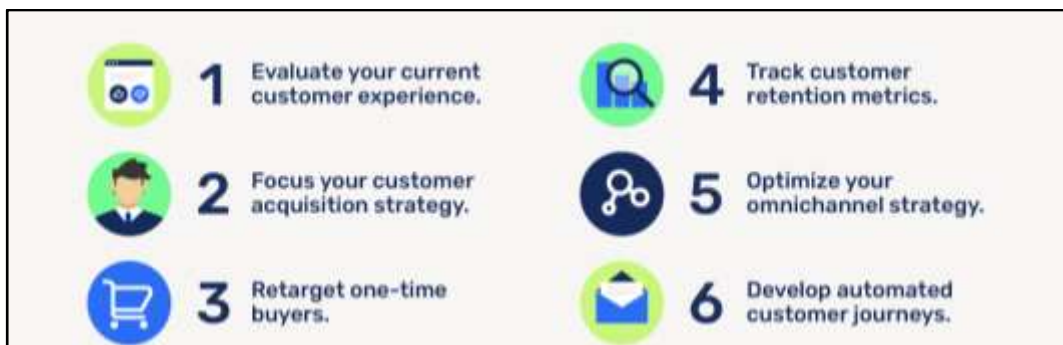 1 Evaluate your current
customer experience.
2 Focus your customer
acquisition strategy.
3 Retarget one-time
buyers.
4 Track customer
retention metrics.
5 Optimize your
omnichannel strategy.
6 Develop automated
customer journeys.